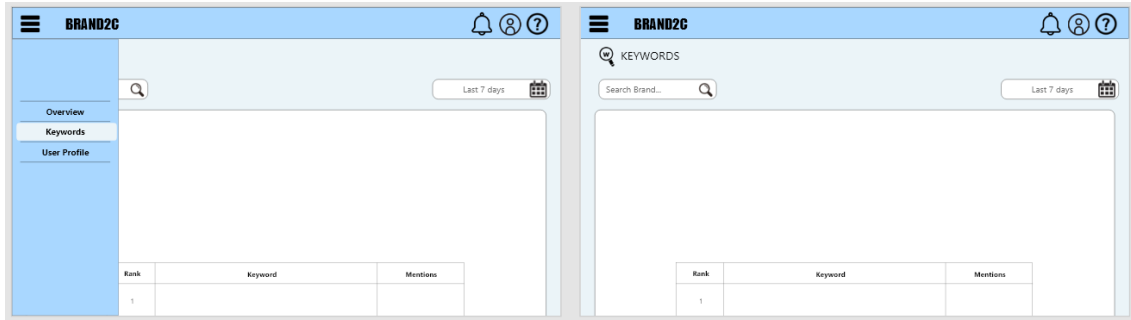 BRAND2C
?
Last 7 days
Overview
Keywords
User Profile
Rank Keyword Mentions
1
BRAND2C
?
W KEYWORDS
Search Brand... Last 7 days
Rank Keyword Mentions
1